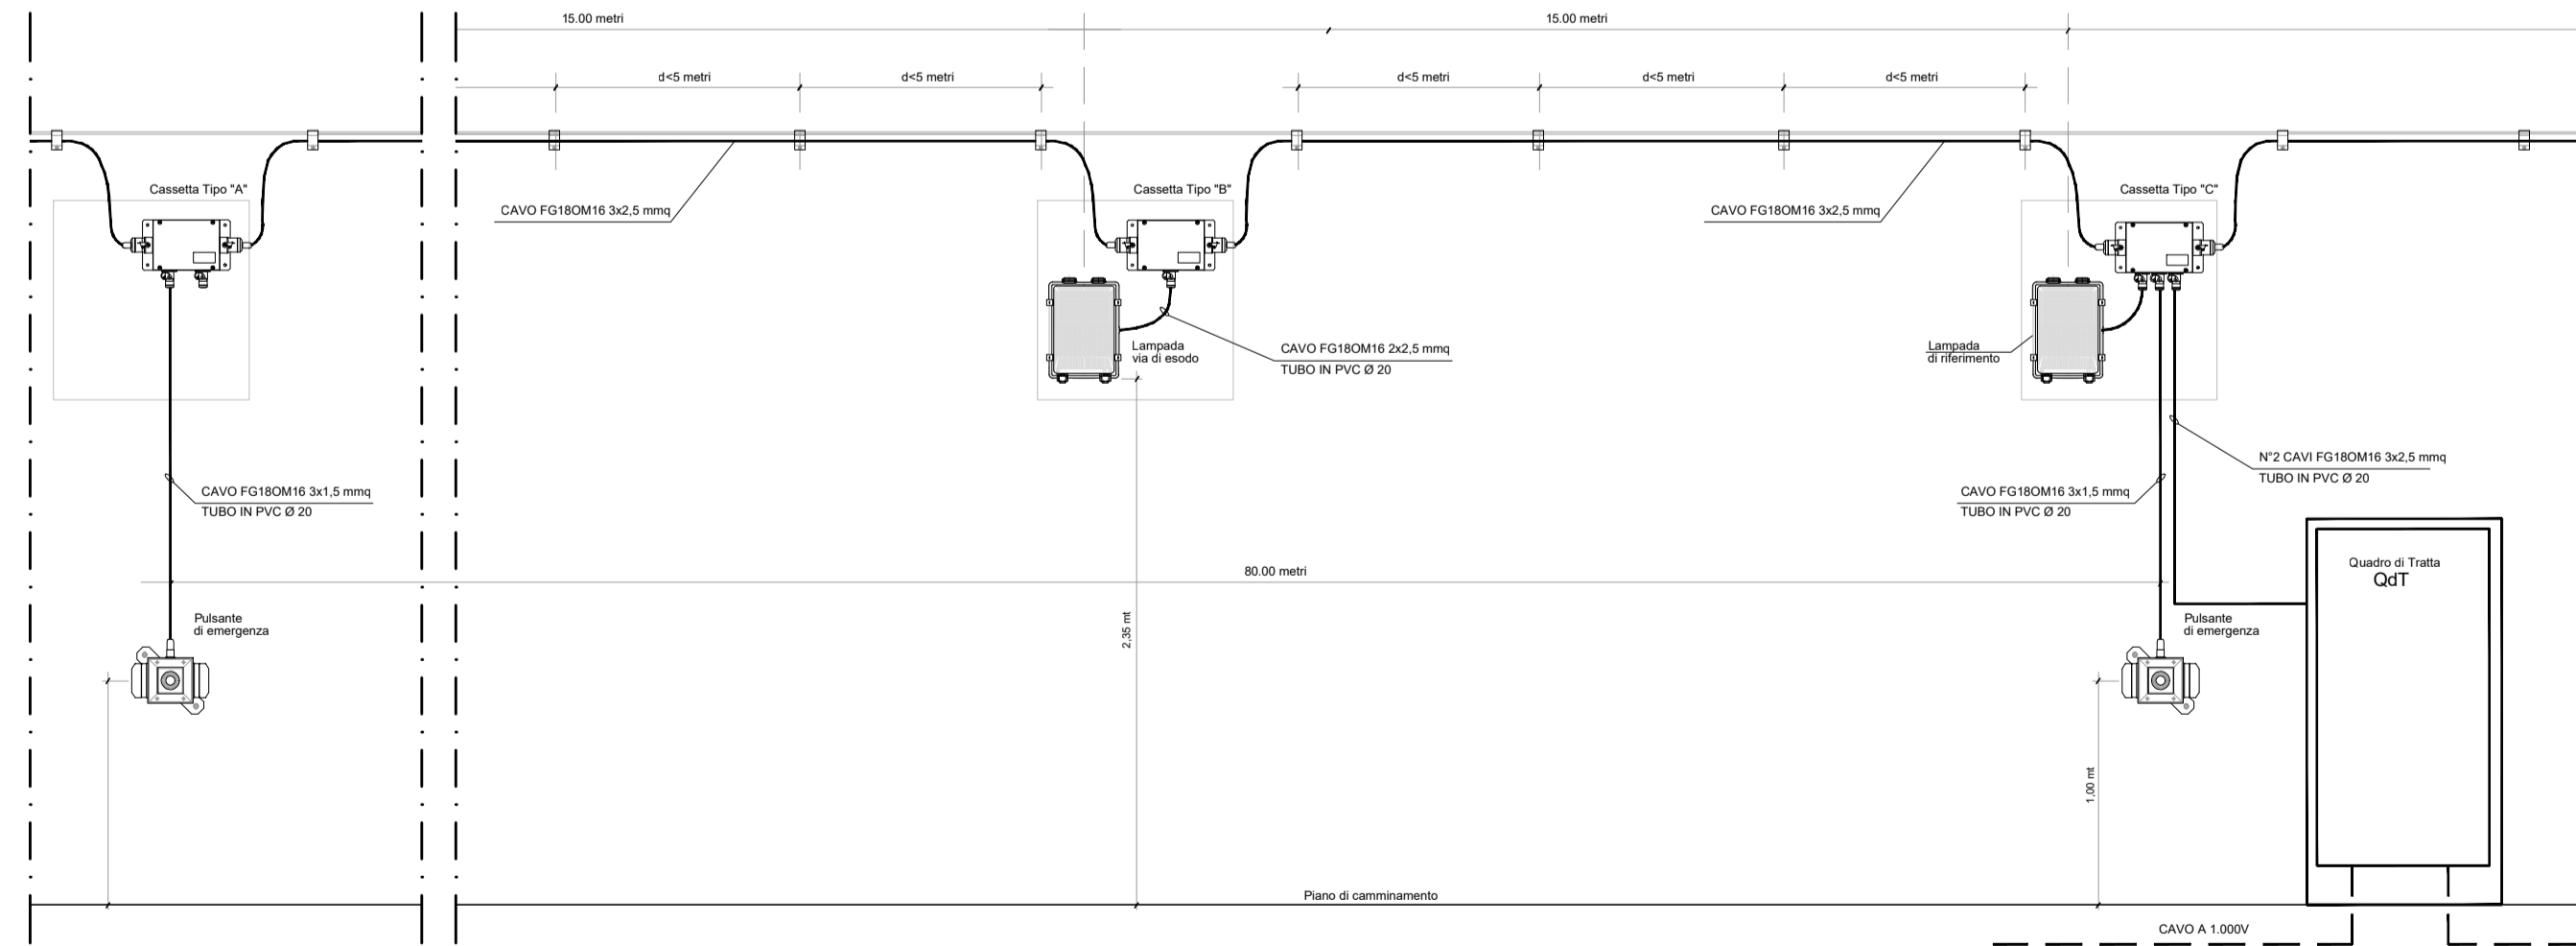 15.00 metri
15.00 metri
d<5 metri
d<5 metri
d<5 metri
d<5 metri
d<5 metri
Cassetta Tipo "A"
Cassetta Tipo "B"
Cassetta Tipo "C"
CAVO FG18OM16 3x2,5 mmq
CAVO FG18OM16 3x2,5 mmq
Lampada
via di esodo
CAVO FG18OM16 2x2,5 mmq
TUBO IN PVC Ø 20
Lampada
di riferimento
N°2 CAVI FG18OM16 3x2,5 mmq
TUBO IN PVC Ø 20
CAVO FG18OM16 3x1,5 mmq
TUBO IN PVC Ø 20
CAVO FG18OM16 3x1,5 mmq
TUBO IN PVC Ø 20
80.00 metri
Quadro di Tratta
QdT
Pulsante
di emergenza
2,35 mt
Pulsante
di emergenza
1,00 mt
Piano di camminamento
CAVO A 1.000V